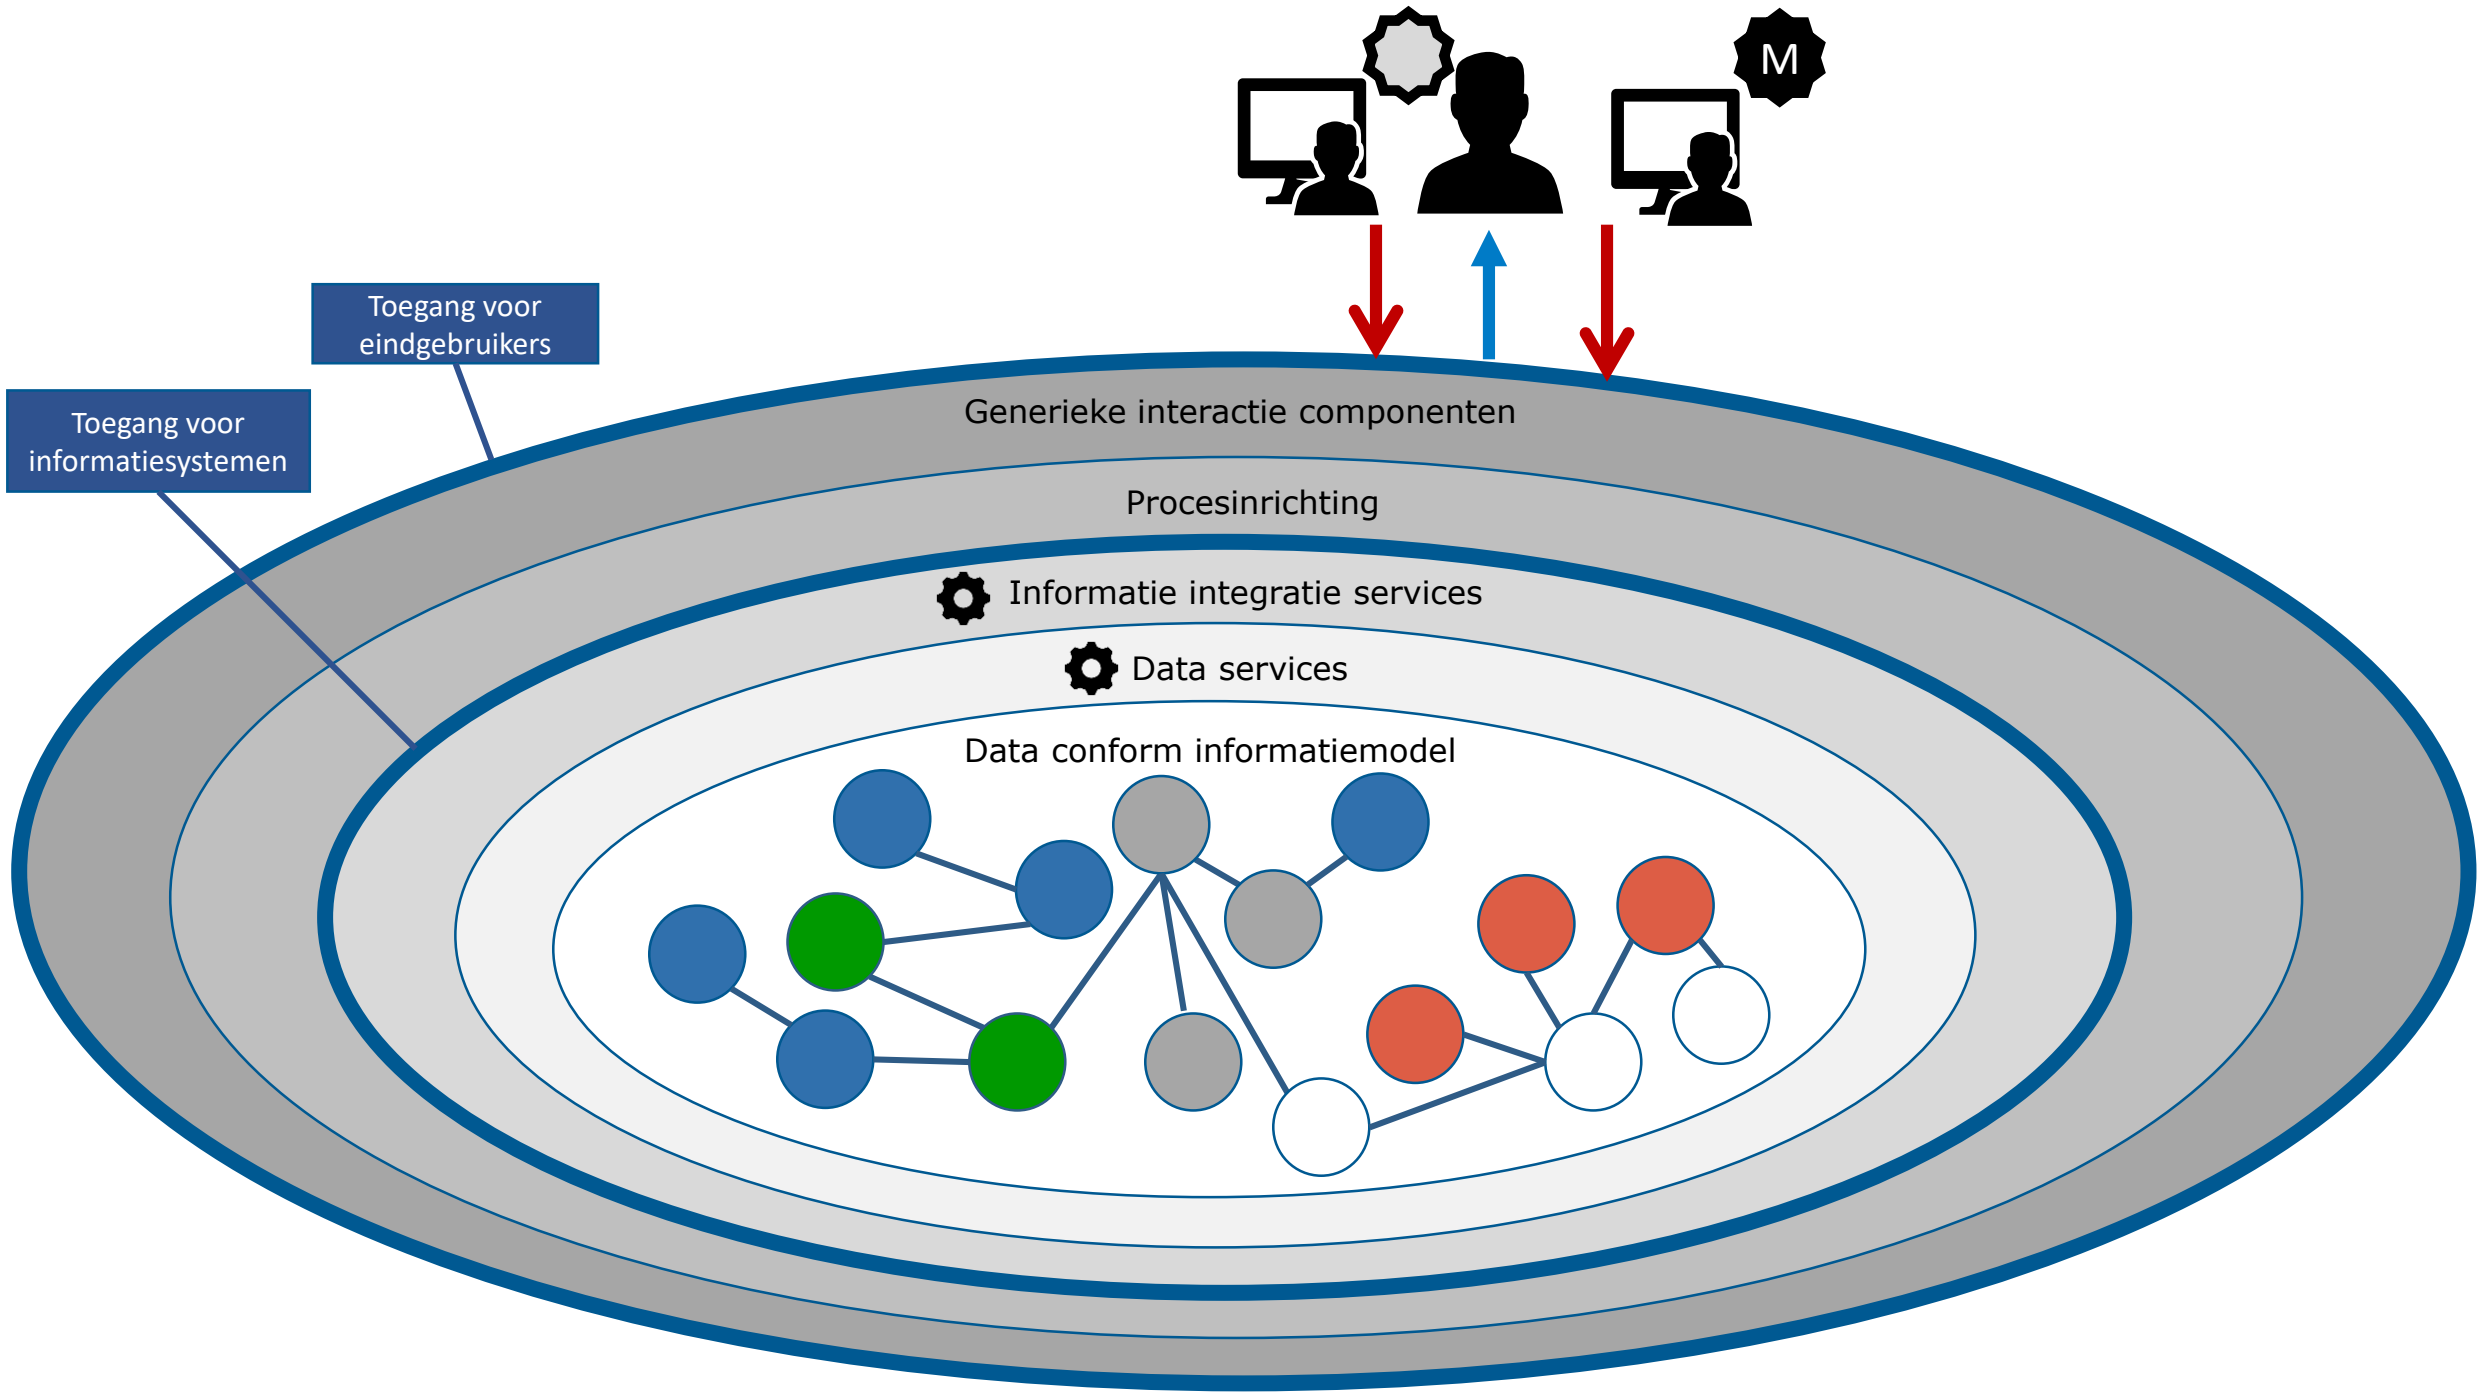 M
Toegang voor
eindgebruikers
Toegang voor
informatiesystemen
Generieke interactie componenten
Procesinrichting
Informatie integratie services
Data services
Data conform informatiemodel